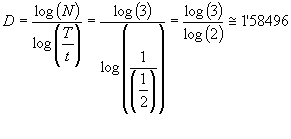 D = log(N) / log(T/t) = log(3) / log(1/(1/2)) = log(3) / log(2) ≅ 1'58496